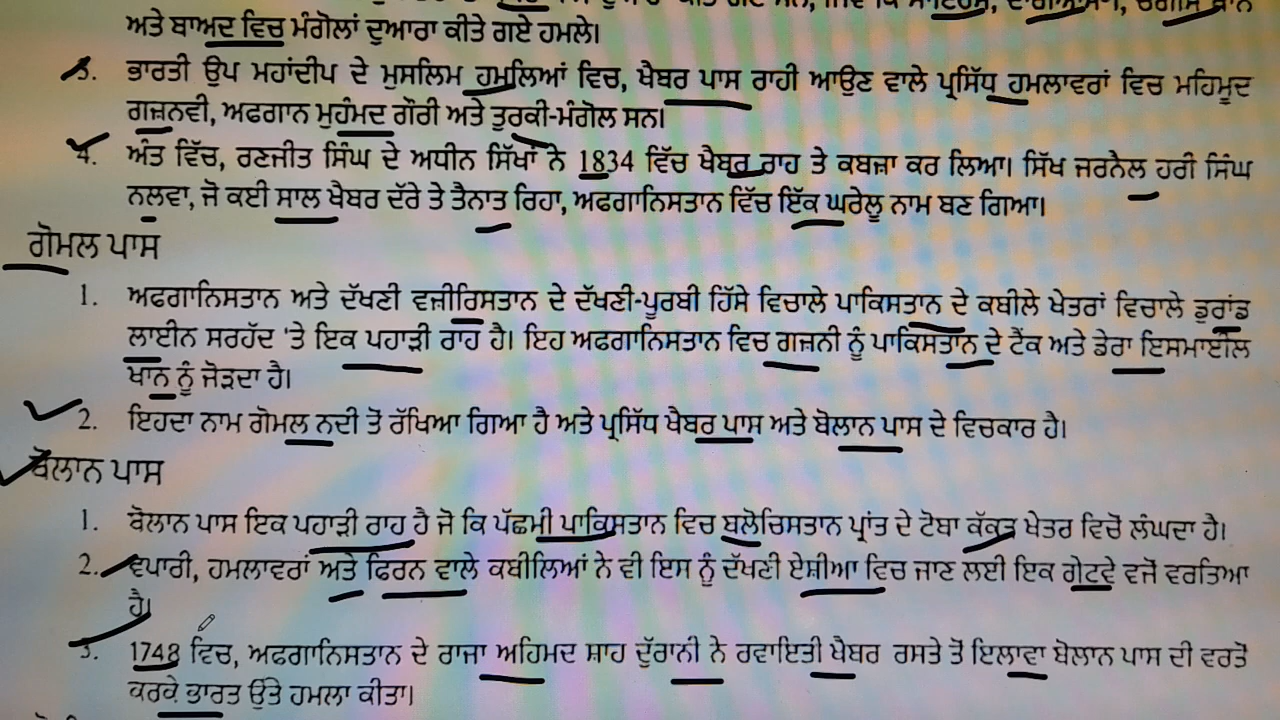 ਅਤੇ ਬਾਅਦ ਵਿਚ ਮੰਗੋਲਾਂ ਦੁਆਰਾ ਕੀਤੇ ਗਏ ਹਮਲੇ।
3. ਭਾਰਤੀ ਉਪ ਮਹਾਂਦੀਪ ਦੇ ਮੁਸਲਿਮ ਹਮਲਿਆਂ ਵਿਚ, ਖੈਬਰ ਪਾਸ ਰਾਹੀ ਆਉਣ ਵਾਲੇ ਪ੍ਰਸਿੱਧ ਹਮਲਾਵਰਾਂ ਵਿਚ ਮਹਿਮੂਦ
ਗਜ਼ਨਵੀ, ਅਫਗਾਨ ਮੁਹੰਮਦ ਗੌਰੀ ਅਤੇ ਤੁਰਕੀ-ਮੰਗੋਲ ਸਨ।
4. ਅੰਤ ਵਿੱਚ, ਰਣਜੀਤ ਸਿੰਘ ਦੇ ਅਧੀਨ ਸਿੱਖਾਂ ਨੇ 1834 ਵਿੱਚ ਖੈਬਰ ਰਾਹ ਤੇ ਕਬਜ਼ਾ ਕਰ ਲਿਆ। ਸਿੱਖ ਜਰਨੈਲ ਹਰੀ ਸਿੰਘ
ਨਲਵਾ, ਜੋ ਕਈ ਸਾਲ ਖੈਬਰ ਦੱਰੇ ਤੇ ਤੈਨਾਤ ਰਿਹਾ, ਅਫਗਾਨਿਸਤਾਨ ਵਿੱਚ ਇੱਕ ਘਰੇਲੂ ਨਾਮ ਬਣ ਗਿਆ।
ਗੋਮਲ ਪਾਸ
1. ਅਫਗਾਨਿਸਤਾਨ ਅਤੇ ਦੱਖਣੀ ਵਜ਼ੀਰਿਸਤਾਨ ਦੇ ਦੱਖਣੀ-ਪੂਰਬੀ ਹਿੱਸੇ ਵਿਚਾਲੇ ਪਾਕਿਸਤਾਨ ਦੇ ਕਬੀਲੇ ਖੇਤਰਾਂ ਵਿਚਾਲੇ ਡੁਰਾਂਡ
ਲਾਈਨ ਸਰਹੱਦ 'ਤੇ ਇਕ ਪਹਾੜੀ ਰਾਹ ਹੈ। ਇਹ ਅਫਗਾਨਿਸਤਾਨ ਵਿਚ ਗਜ਼ਨੀ ਨੂੰ ਪਾਕਿਸਤਾਨ ਦੇ ਟੈਂਕ ਅਤੇ ਡੇਰਾ ਇਸਮਾਈਲ
ਖਾਨ ਨੂੰ ਜੋੜਦਾ ਹੈ।
2. ਇਹਦਾ ਨਾਮ ਗੋਮਲ ਨਦੀ ਤੋਂ ਰੱਖਿਆ ਗਿਆ ਹੈ ਅਤੇ ਪ੍ਰਸਿੱਧ ਖੈਬਰ ਪਾਸ ਅਤੇ ਬੋਲਾਨ ਪਾਸ ਦੇ ਵਿਚਕਾਰ ਹੈ।
ਬੋਲਾਨ ਪਾਸ
1. ਬੋਲਾਨ ਪਾਸ ਇਕ ਪਹਾੜੀ ਰਾਹ ਹੈ ਜੋ ਕਿ ਪੱਛਮੀ ਪਾਕਿਸਤਾਨ ਵਿਚ ਬਲੋਚਿਸਤਾਨ ਪ੍ਰਾਂਤ ਦੇ ਟੋਬਾ ਕੱਕੜ ਖੇਤਰ ਵਿਚੋਂ ਲੰਘਦਾ ਹੈ।
2. ਵਪਾਰੀ, ਹਮਲਾਵਰਾਂ ਅਤੇ ਫਿਰਨ ਵਾਲੇ ਕਬੀਲਿਆਂ ਨੇ ਵੀ ਇਸ ਨੂੰ ਦੱਖਣੀ ਏਸ਼ੀਆ ਵਿਚ ਜਾਣ ਲਈ ਇਕ ਗੇਟਵੇ ਵਜੋਂ ਵਰਤਿਆ
ਹੈ।
3. 1748 ਵਿਚ, ਅਫਗਾਨਿਸਤਾਨ ਦੇ ਰਾਜਾ ਅਹਿਮਦ ਸ਼ਾਹ ਦੁੱਰਾਨੀ ਨੇ ਰਵਾਇਤੀ ਖੈਬਰ ਰਸਤੇ ਤੋਂ ਇਲਾਵਾ ਬੋਲਾਨ ਪਾਸ ਦੀ ਵਰਤੋਂ
ਕਰਕੇ ਭਾਰਤ ਉੱਤੇ ਹਮਲਾ ਕੀਤਾ।